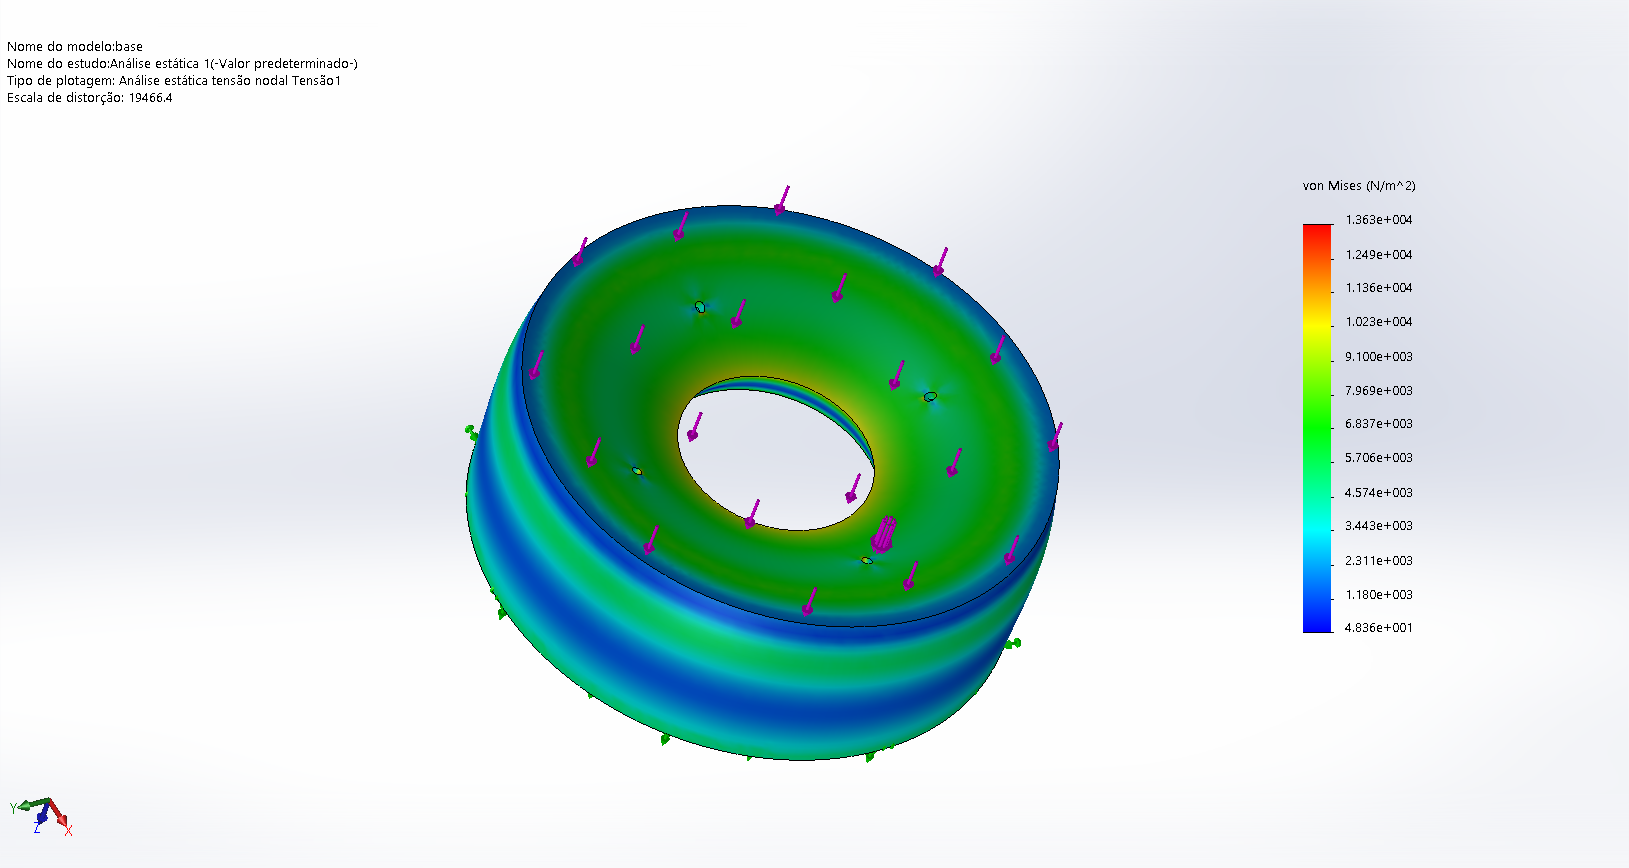 Nome do modelo:base
Nome do estudo:Análise estática 1(-Valor predeterminado-)
Tipo de plotagem: Análise estática tensão nodal Tensão1
Escala de distorção: 19466.4
von Mises (N/m^2)
1.363e+004
1.249e+004
1.136e+004
1.023e+004
9.100e+003
7.969e+003
6.837e+003
5.706e+003
4.574e+003
3.443e+003
2.311e+003
1.180e+003
4.836e+001
Y
Z
X